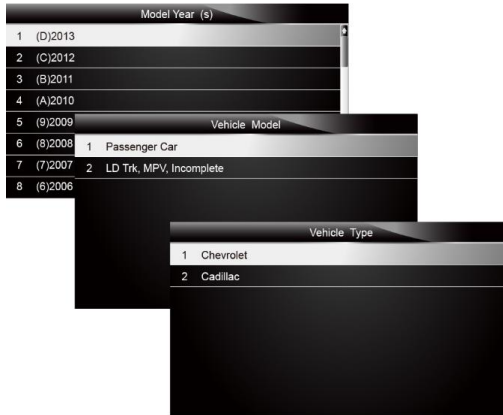 Model Year (s)
1 (D)2013
2 (C)2012
3 (B)2011
4 (A)2010
5 (9)2009
6 (8)2008
7 (7)2007
8 (6)2006
Vehicle Model
1 Passenger Car
2 LD Trk, MPV, Incomplete
Vehicle Type
1 Chevrolet
2 Cadillac